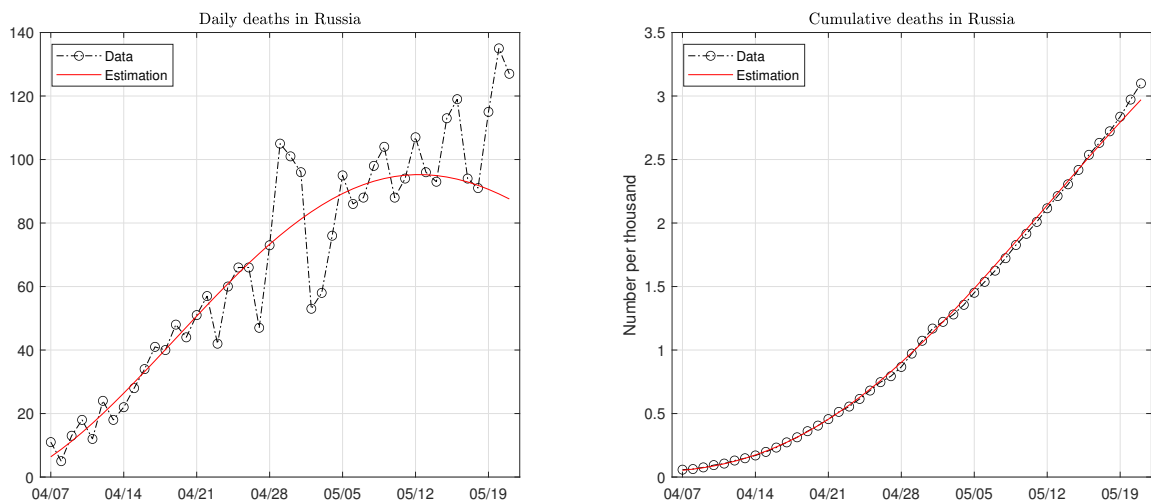 Daily deaths in Russia
140
120
100
80
60
40
20
0
Data
Estimation
04/07 04/14 04/21 04/28 05/05 05/12 05/19
Cumulative deaths in Russia
Number per thousand
3.5
3
2.5
2
1.5
1
0.5
0
Data
Estimation
04/07 04/14 04/21 04/28 05/05 05/12 05/19